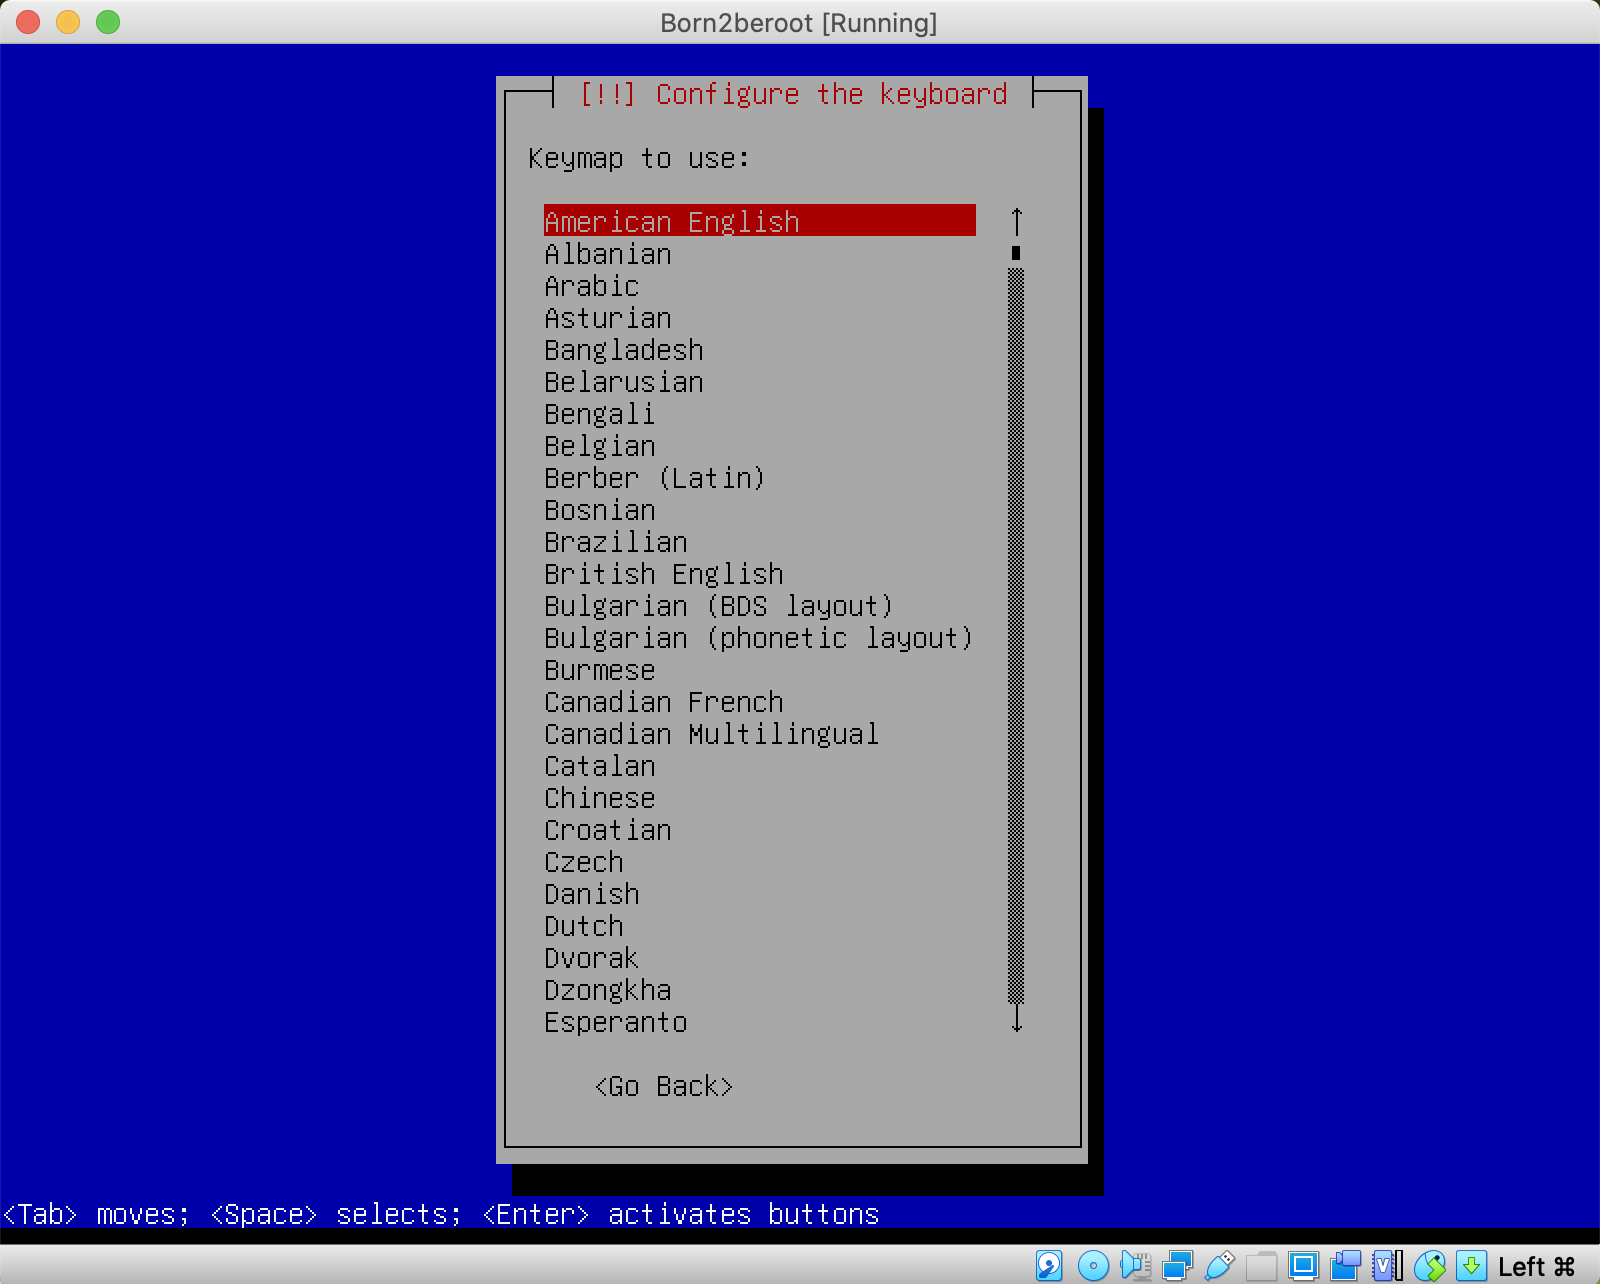 Born2beroot [Running]
[!!] Configure the keyboard
Keymap to use:
American English
Albanian
Arabic
Asturian
Bangladesh
Belarusian
Bengali
Belgian
Berber (Latin)
Bosnian
Brazilian
British English
Bulgarian (BDS layout)
Bulgarian (phonetic layout)
Burmese
Canadian French
Canadian Multilingual
Catalan
Chinese
Croatian
Czech
Danish
Dutch
Dvorak
Dzongkha
Esperanto
<Go Back>
<Tab> moves; <Space> selects; <Enter> activates buttons
Left ⌘